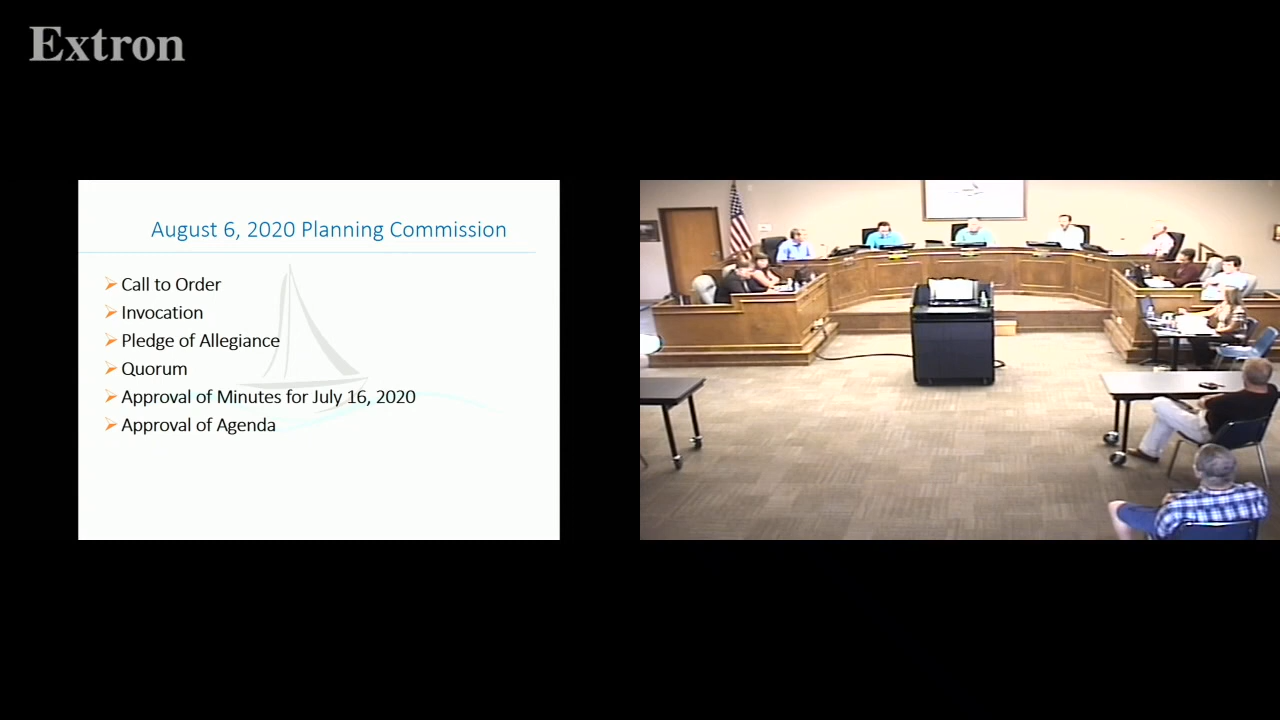 Extron
August 6, 2020 Planning Commission
Call to Order
Invocation
Pledge of Allegiance
Quorum
Approval of Minutes for July 16, 2020
Approval of Agenda